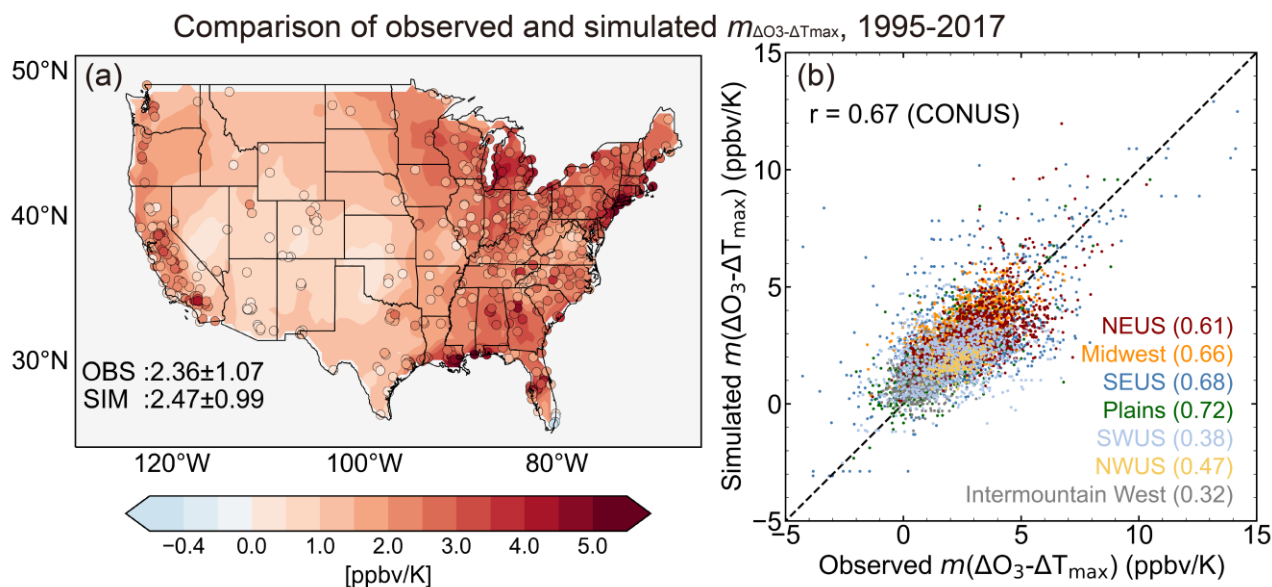 Comparison of observed and simulated mΔO3-ΔTmax, 1995-2017
(a)
50°N
40°N
30°N
OBS :2.36±1.07
SIM :2.47±0.99
120°W 100°W 80°W
−0.4 0.0 1.0 2.0 3.0 4.0 5.0
[ppbv/K]
(b)
r = 0.67 (CONUS)
Simulated m(ΔO₃-ΔTmax) (ppbv/K)
15
10
5
0
−5
NEUS (0.61)
Midwest (0.66)
SEUS (0.68)
Plains (0.72)
SWUS (0.38)
NWUS (0.47)
Intermountain West (0.32)
−5 0 5 10 15
Observed m(ΔO₃-ΔTmax) (ppbv/K)